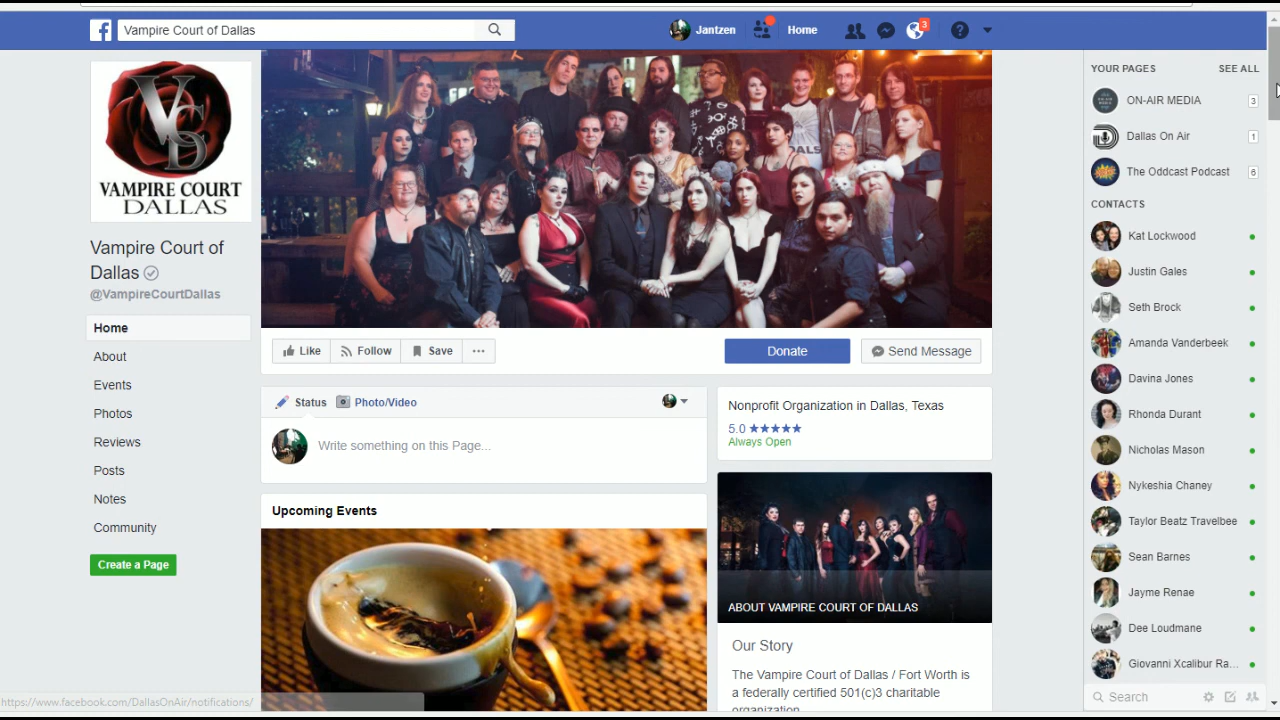 Vampire Court of Dallas
Jantzen
Home
3
VCD
VAMPIRE COURT
DALLAS
Vampire Court of
Dallas
@VampireCourtDallas
Home
About
Events
Photos
Reviews
Posts
Notes
Community
Create a Page
DALS
Like
Follow
Save
Donate
Send Message
Status
Photo/Video
Write something on this Page...
Upcoming Events
Nonprofit Organization in Dallas, Texas
5.0 ★★★★★
Always Open
ABOUT VAMPIRE COURT OF DALLAS
Our Story
The Vampire Court of Dallas / Fort Worth is
a federally certified 501(c)3 charitable
organization
YOUR PAGES SEE ALL
ON-AIR MEDIA 3
Dallas On Air 1
The Oddcast Podcast 6
CONTACTS
Kat Lockwood
Justin Gales
Seth Brock
Amanda Vanderbeek
Davina Jones
Rhonda Durant
Nicholas Mason
Nykeshia Chaney
Taylor Beatz Travelbee
Sean Barnes
Jayme Renae
Dee Loudmane
Giovanni Xcalibur Ra...
Search
https://www.facebook.com/DallasOnAir/notifications/